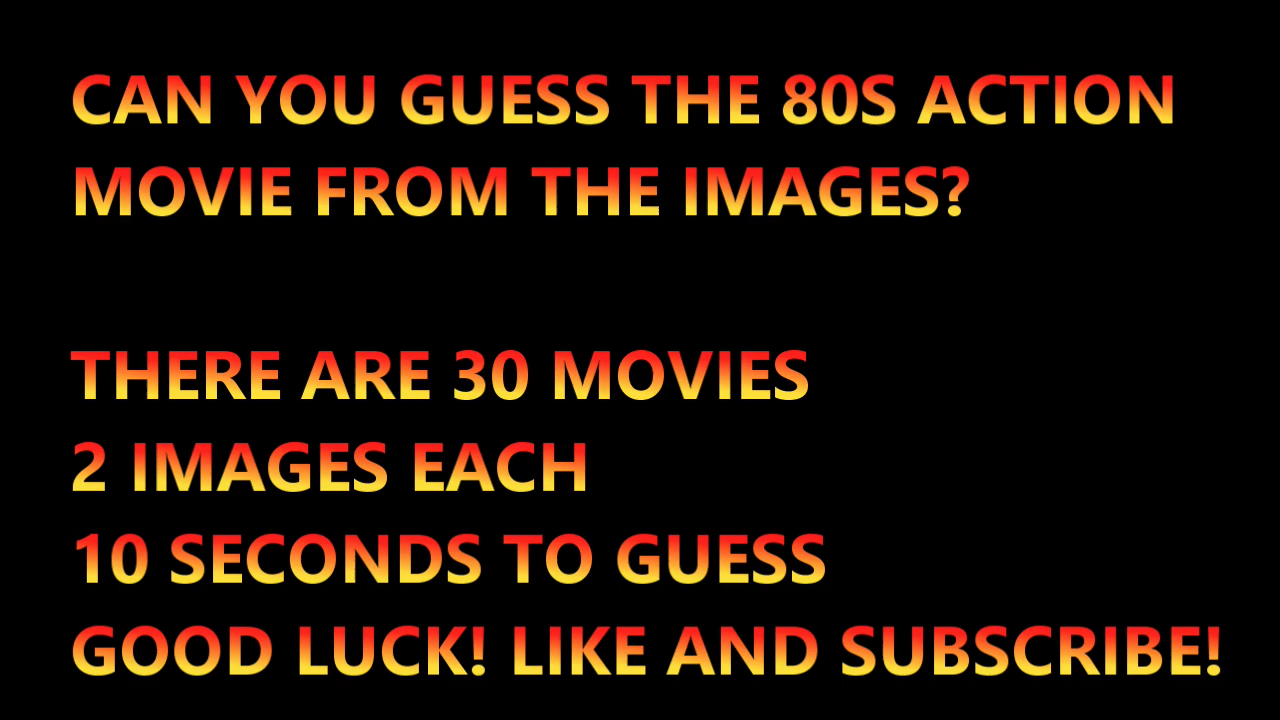 CAN YOU GUESS THE 80S ACTION
MOVIE FROM THE IMAGES?
THERE ARE 30 MOVIES
2 IMAGES EACH
10 SECONDS TO GUESS
GOOD LUCK! LIKE AND SUBSCRIBE!